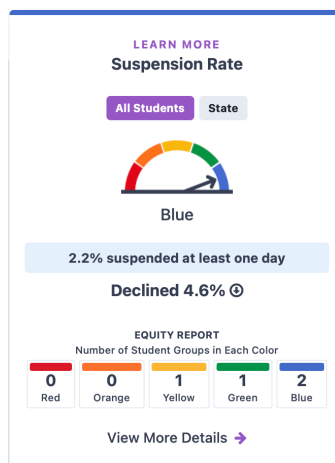 LEARN MORE
Suspension Rate
All Students State
Blue
2.2% suspended at least one day
Declined 4.6%
EQUITY REPORT
Number of Student Groups in Each Color
0 0 1 1 2
Red Orange Yellow Green Blue
View More Details